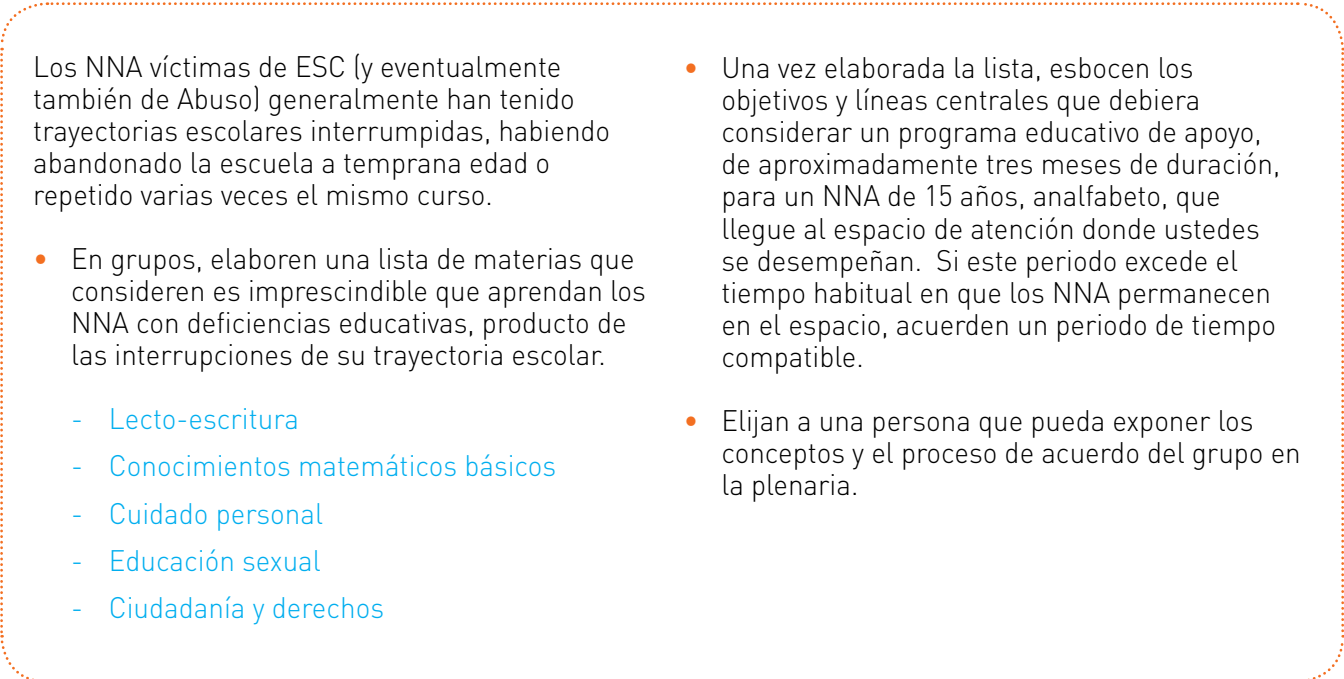 Los NNA víctimas de ESC (y eventualmente
también de Abuso) generalmente han tenido
trayectorias escolares interrumpidas, habiendo
abandonado la escuela a temprana edad o
repetido varias veces el mismo curso.
• En grupos, elaboren una lista de materias que
consideren es imprescindible que aprendan los
NNA con deficiencias educativas, producto de
las interrupciones de su trayectoria escolar.
- Lecto-escritura
- Conocimientos matemáticos básicos
- Cuidado personal
- Educación sexual
- Ciudadanía y derechos
• Una vez elaborada la lista, esbocen los
objetivos y líneas centrales que debiera
considerar un programa educativo de apoyo,
de aproximadamente tres meses de duración,
para un NNA de 15 años, analfabeto, que
llegue al espacio de atención donde ustedes
se desempeñan. Si este periodo excede el
tiempo habitual en que los NNA permanecen
en el espacio, acuerden un periodo de tiempo
compatible.
• Elijan a una persona que pueda exponer los
conceptos y el proceso de acuerdo del grupo en
la plenaria.